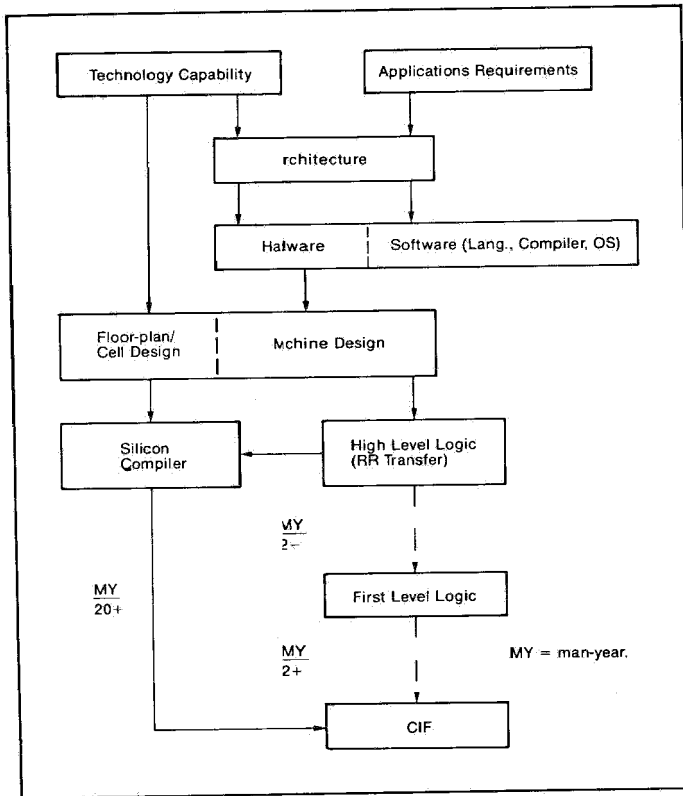 Technology Capability
Applications Requirements
rchitecture
Halware
Software (Lang., Compiler, OS)
Floor-plan/
Cell Design
Mchine Design
Silicon
Compiler
High Level Logic
(RR Transfer)
MY
2-
MY
20+
First Level Logic
MY
2+
MY = man-year.
CIF